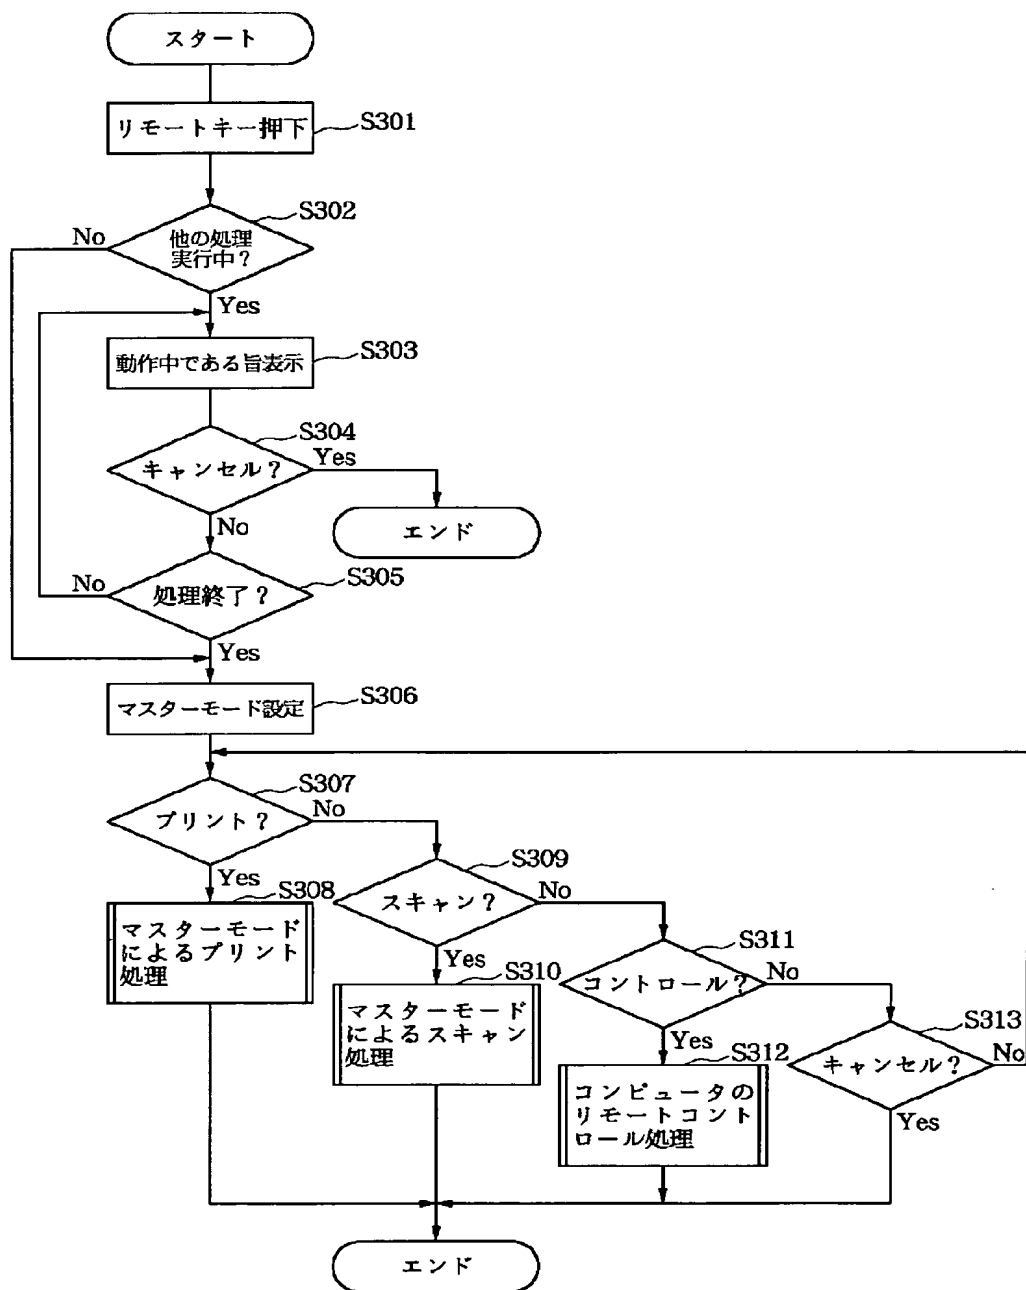 スタート
リモートキー押下
S301
S302
他の処理
実行中?
No
Yes
動作中である旨表示
S303
S304
キャンセル?
Yes
エンド
No
S305
処理終了?
No
Yes
マスターモード設定
S306
S307
プリント?
No
Yes
S308
マスターモード
によるプリント
処理
S309
スキャン?
No
Yes
S310
マスターモード
によるスキャン
処理
S311
コントロール?
No
Yes
S312
コンピュータの
リモートコント
ロール処理
S313
キャンセル?
No
Yes
エンド